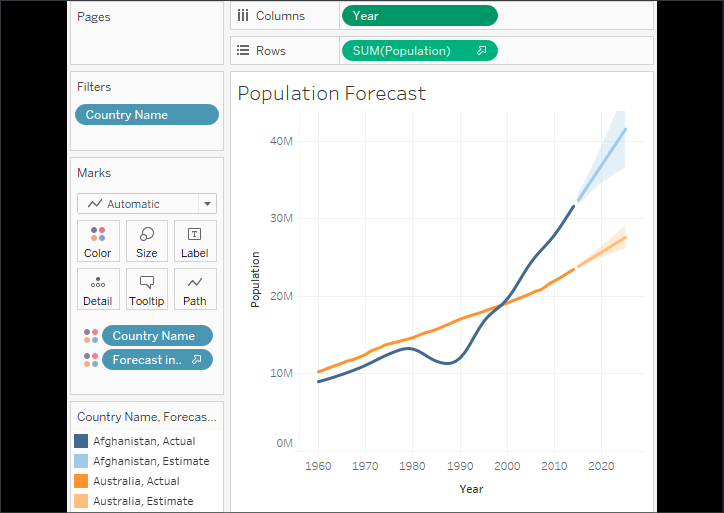 Pages
Columns
Year
Rows
SUM(Population)
Filters
Country Name
Marks
Automatic
Color
Size
Label
Detail
Tooltip
Path
Country Name
Forecast in..
Country Name, Forecas...
Afghanistan, Actual
Afghanistan, Estimate
Australia, Actual
Australia, Estimate
Population Forecast
40M
30M
20M
10M
0M
Population
1960 1970 1980 1990 2000 2010 2020
Year